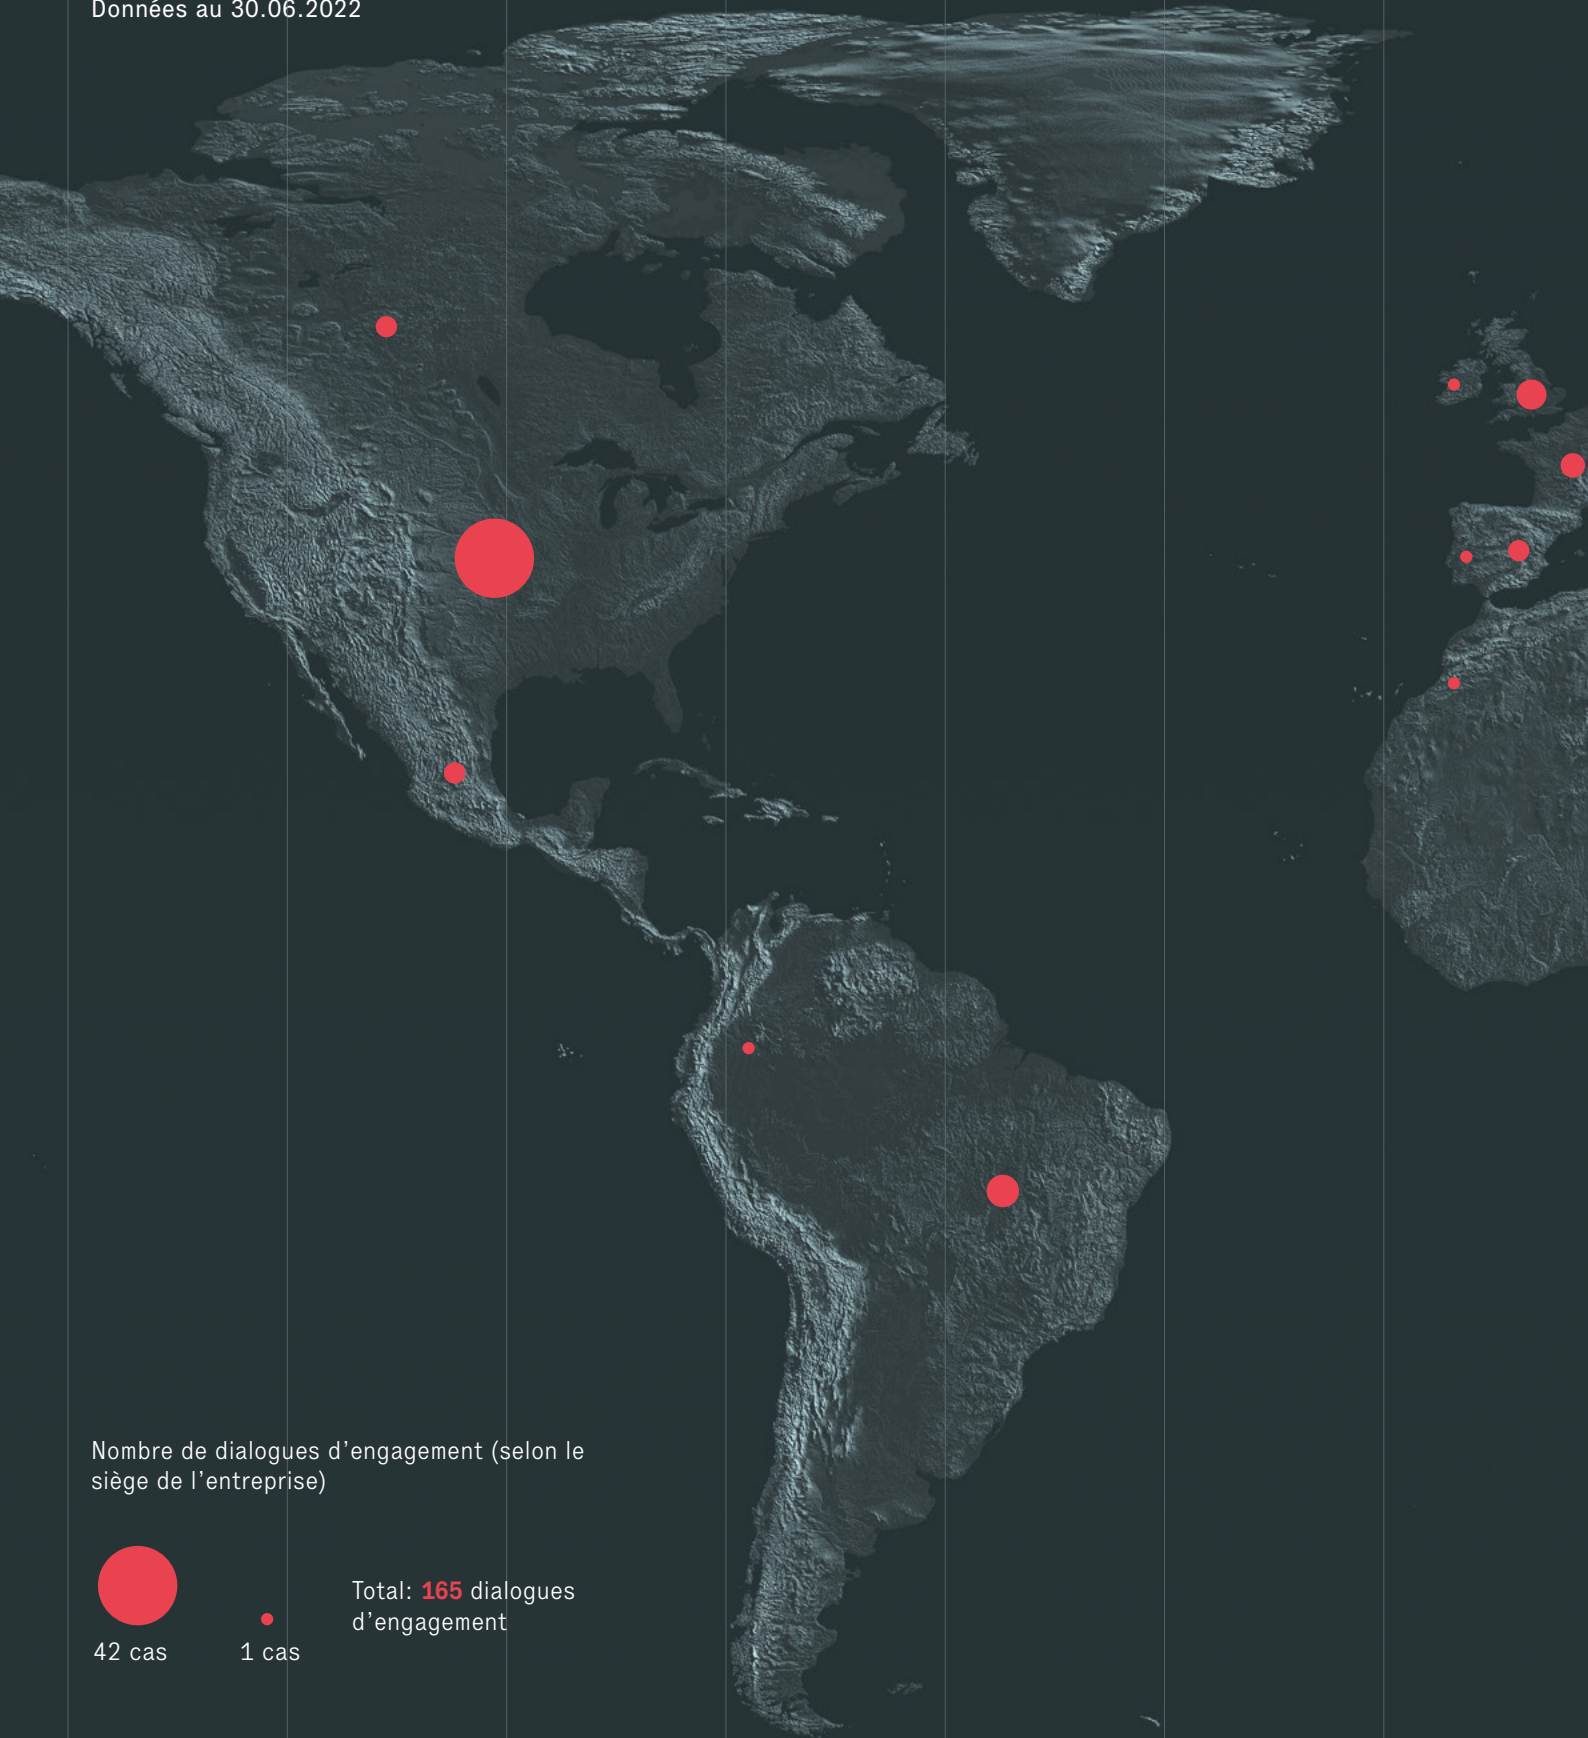 Données au 30.06.2022
Nombre de dialogues d’engagement (selon le
siège de l’entreprise)
Total: 165 dialogues
d’engagement
42 cas
1 cas